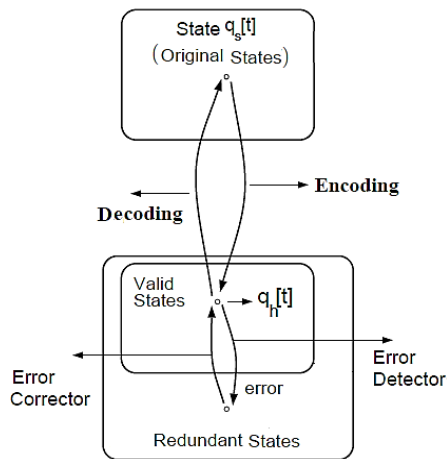 State q_s[t]
(Original States)
Encoding
Decoding
Valid
States
q_h[t]
error
Error
Corrector
Error
Detector
Redundant States